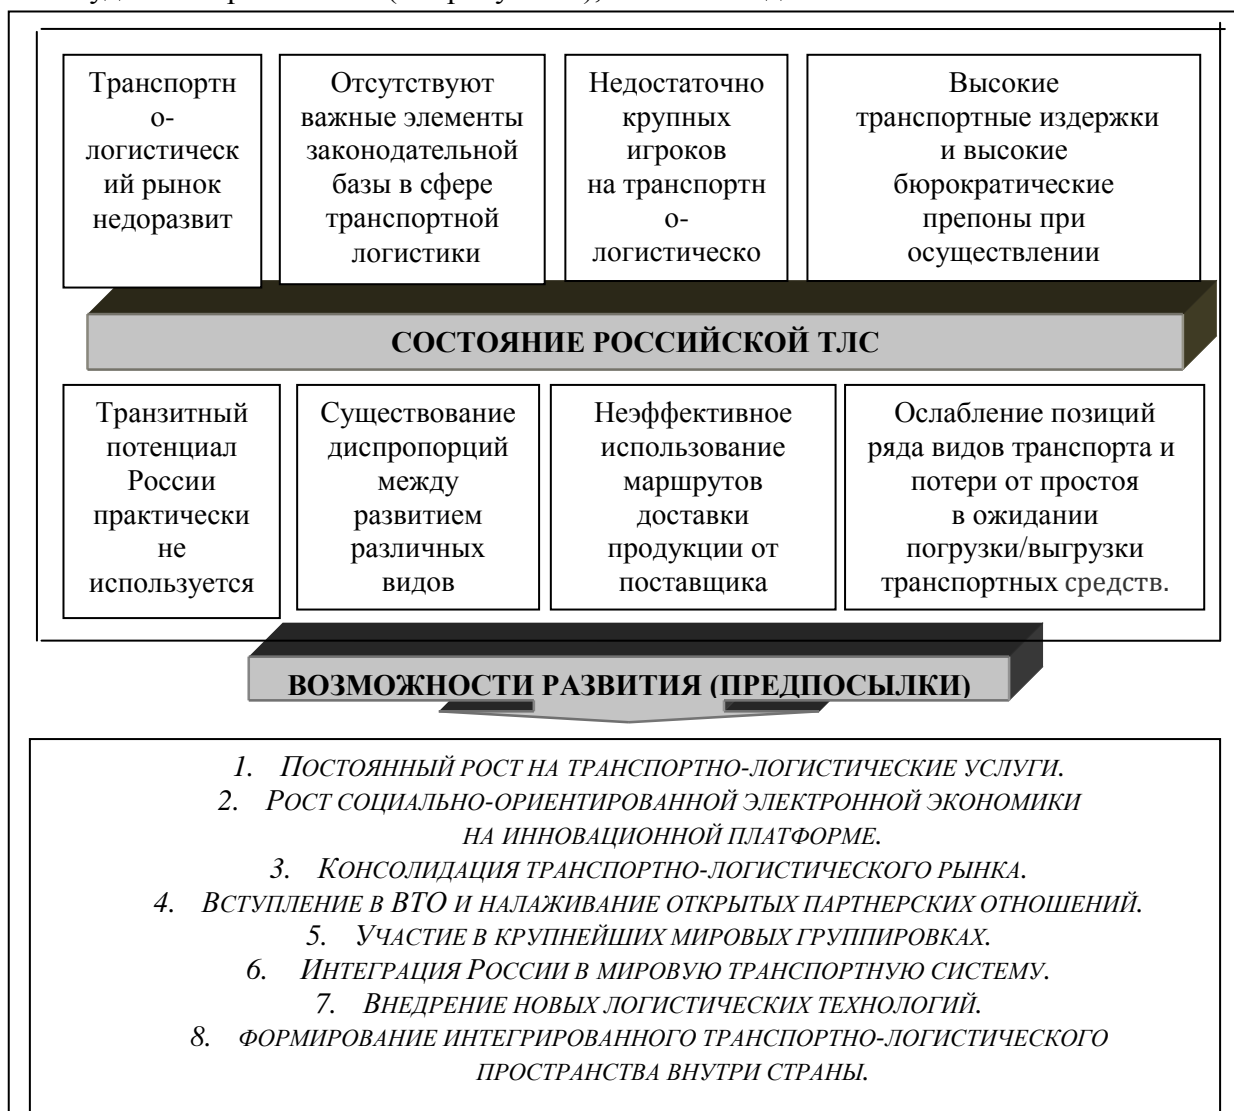 Транспортн
о-
логистическ
ий рынок
недоразвит
Отсутствуют
важные элементы
законодательной
базы в сфере
транспортной
логистики
Недостаточно
крупных
игроков
на транспортн
о-
логистическо
Высокие
транспортные издержки
и высокие
бюрократические
препоны при
осуществлении
СОСТОЯНИЕ РОССИЙСКОЙ ТЛС
Транзитный
потенциал
России
практически
не
используется
Существование
диспропорций
между
развитием
различных
видов
Неэффективное
использование
маршрутов
доставки
продукции от
поставщика
Ослабление позиций
ряда видов транспорта и
потери от простоя
в ожидании
погрузки/выгрузки
транспортных средств.
ВОЗМОЖНОСТИ РАЗВИТИЯ (ПРЕДПОСЫЛКИ)
1. Постоянный рост на транспортно-логистические услуги.
2. Рост социально-ориентированной электронной экономики
на инновационной платформе.
3. Консолидация транспортно-логистического рынка.
4. Вступление в ВТО и налаживание открытых партнерских отношений.
5. Участие в крупнейших мировых группировках.
6. Интеграция России в мировую транспортную систему.
7. Внедрение новых логистических технологий.
8. формирование интегрированного транспортно-логистического
пространства внутри страны.